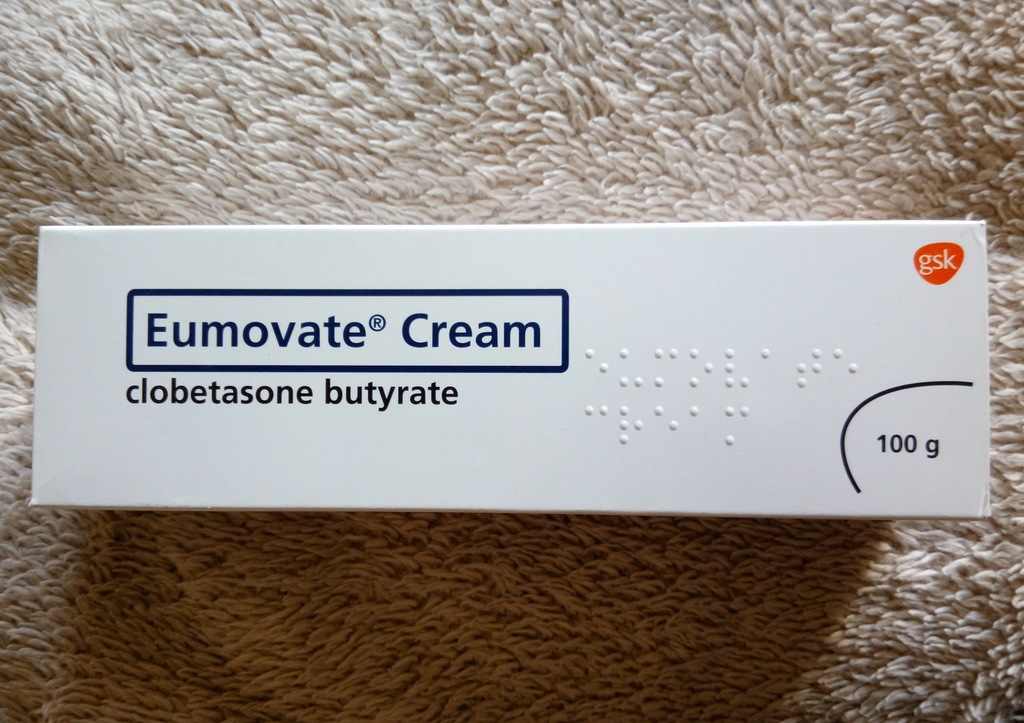 gsk
Eumovate® Cream
clobetasone butyrate
100 g